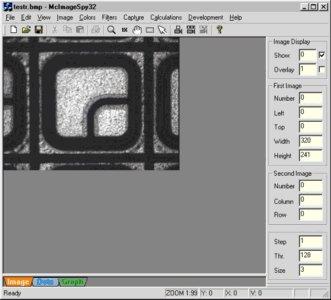 testr.bmp - McImageSpy32
File Edit View Image Colors Filters Capture Calculations Development Help
1X
Image Display
Show: 0
Overlay 1
First Image
Number 0
Left 0
Top 0
Width 320
Height 241
Second Image
Number 0
Column 0
Row 0
Step 1
Thr. 128
Size 3
Image Data Graph
Ready ZOOM 1:99 Y: 0 X: 0 Y: 0